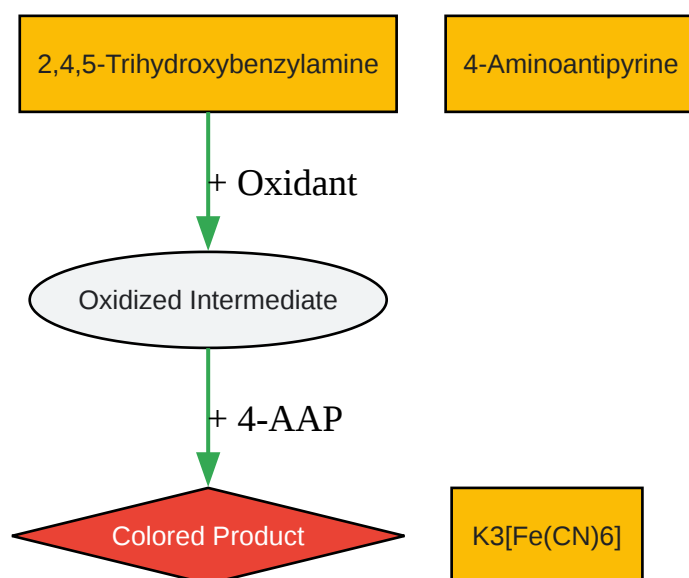 2,4,5-Trihydroxybenzylamine
4-Aminoantipyrine
+ Oxidant
Oxidized Intermediate
+ 4-AAP
Colored Product
K3[Fe(CN)6]